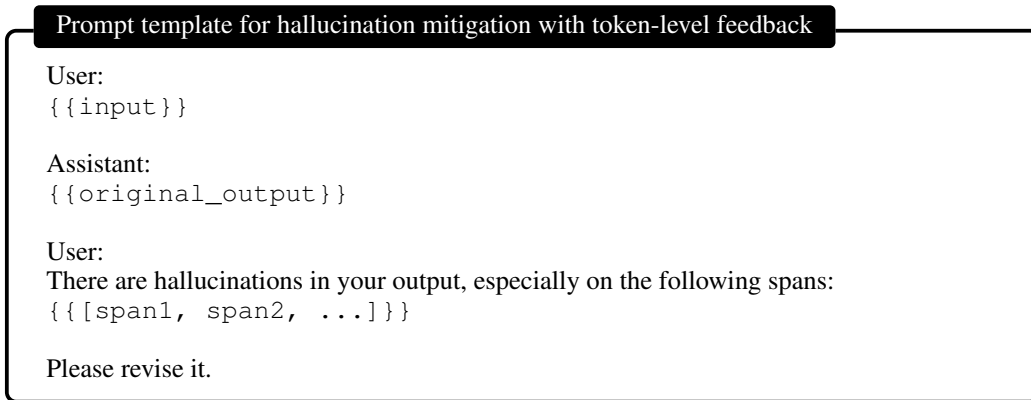 Prompt template for hallucination mitigation with token-level feedback
User:
{{input}}
Assistant:
{{original_output}}
User:
There are hallucinations in your output, especially on the following spans:
{{[span1, span2, ...]}}
Please revise it.